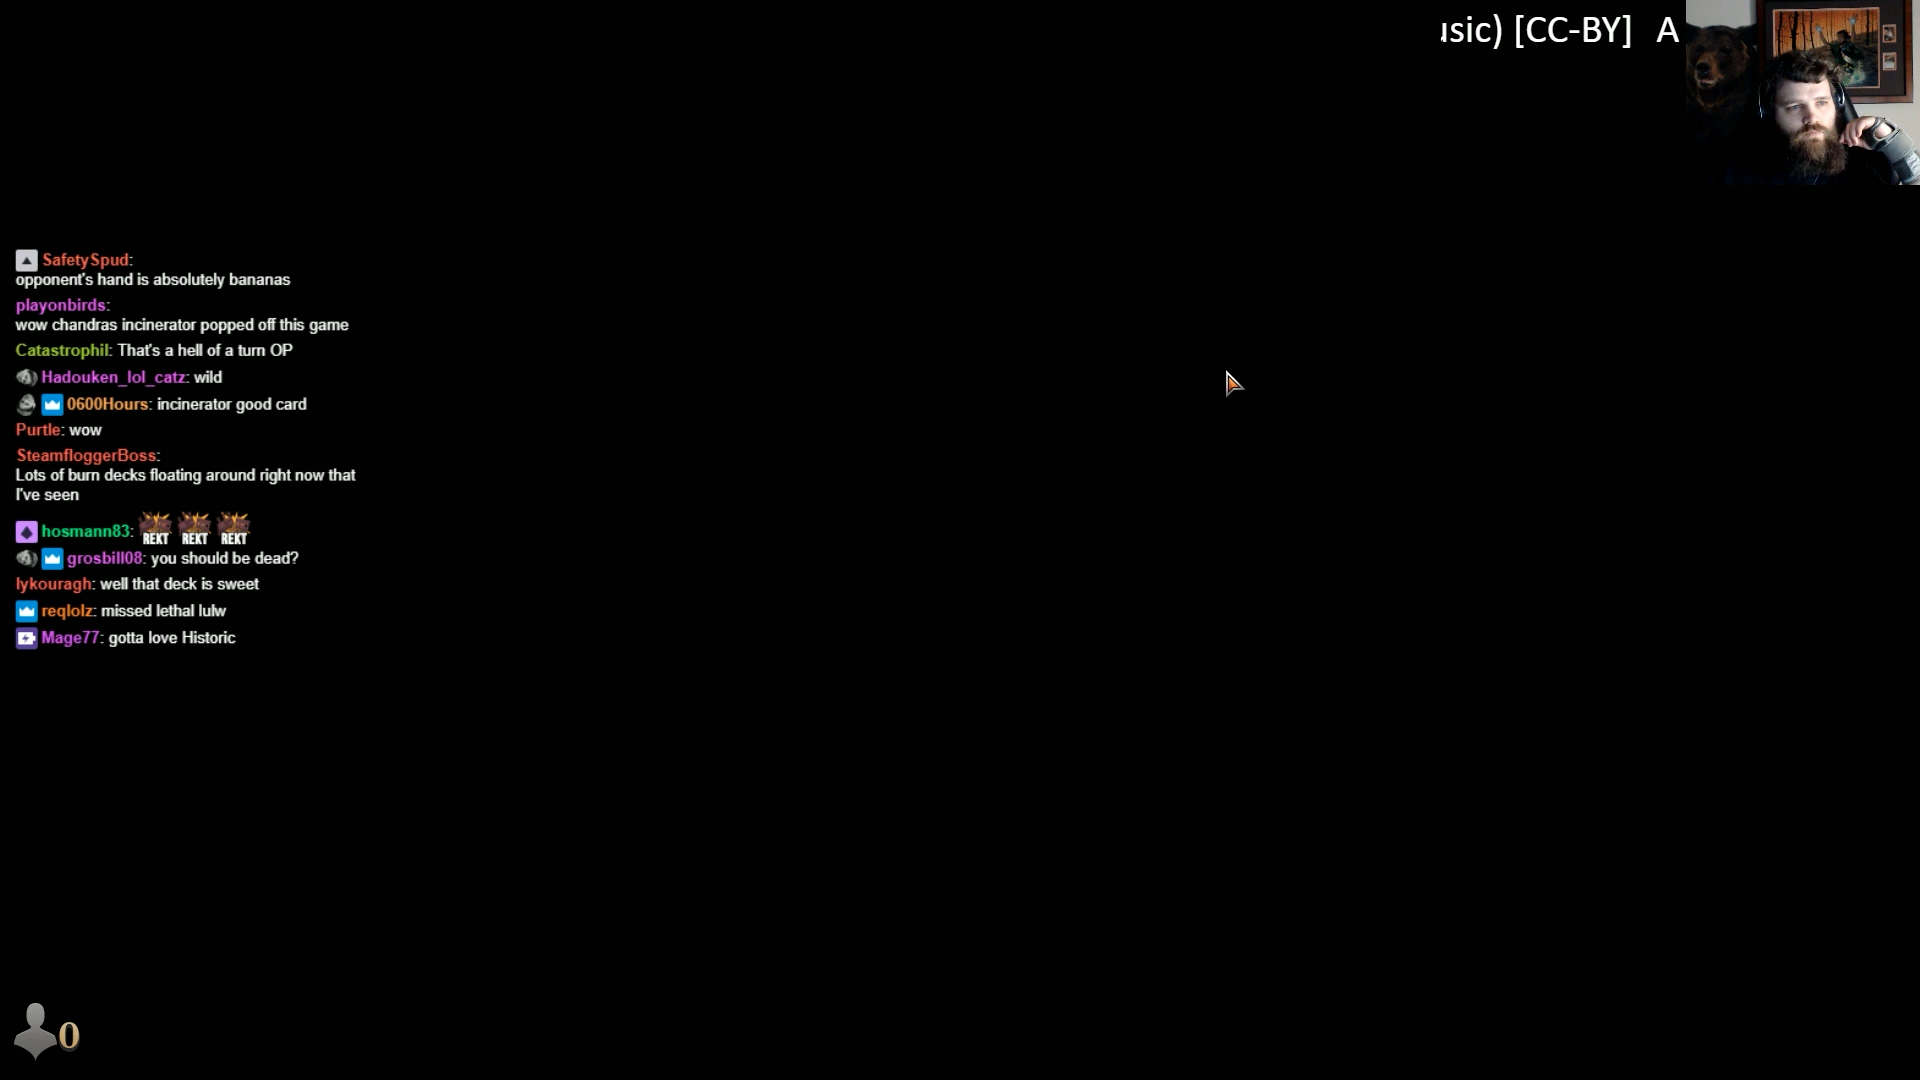 usic) [CC-BY] A
SafetySpud:
opponent's hand is absolutely bananas
playonbirds:
wow chandras incinerator popped off this game
Catastrophil: That's a hell of a turn OP
Hadouken_lol_catz: wild
0600Hours: incinerator good card
Purtle: wow
SteamfloggerBoss:
Lots of burn decks floating around right now that
I've seen
hosmann83: REKT REKT REKT
grosbill08: you should be dead?
lykouragh: well that deck is sweet
reqlolz: missed lethal lulw
Mage77: gotta love Historic
0